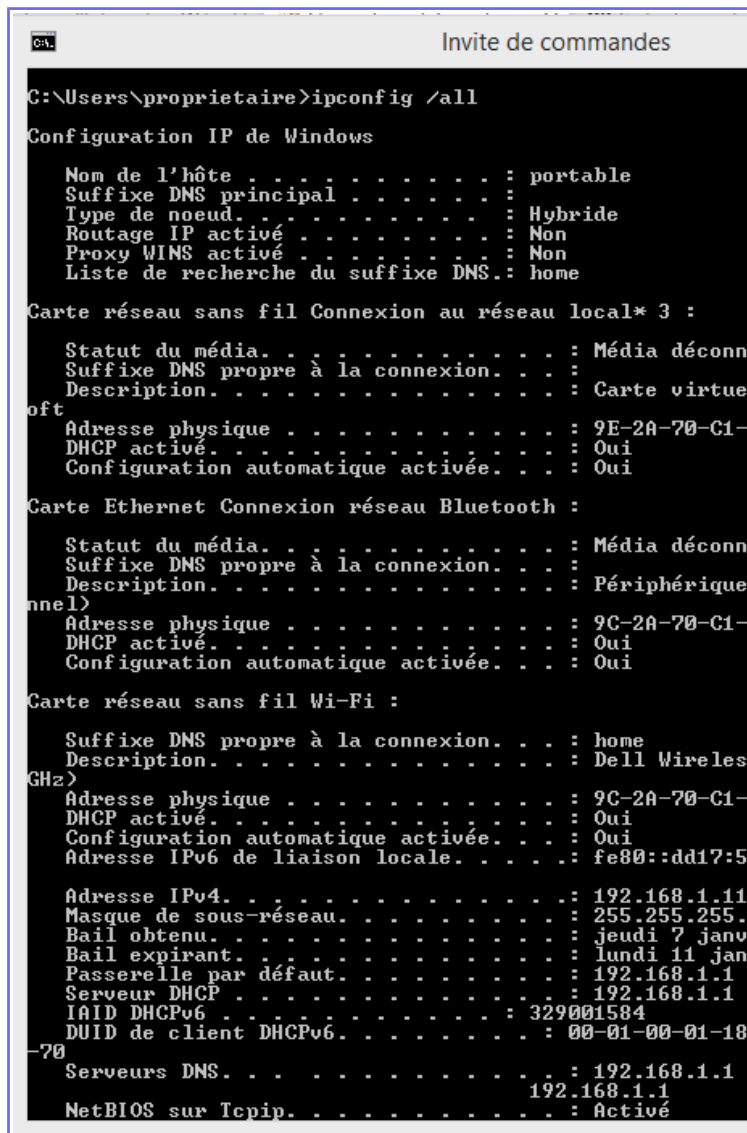 Invite de commandes
C:\Users\proprietaire>ipconfig /all
Configuration IP de Windows
Nom de l'hôte . . . . . . . . . . : portable
Suffixe DNS principal . . . . . . :
Type de noeud. . . . . . . . . . : Hybride
Routage IP activé . . . . . . . . : Non
Proxy WINS activé . . . . . . . . : Non
Liste de recherche du suffixe DNS.: home
Carte réseau sans fil Connexion au réseau local* 3 :
Statut du média. . . . . . . . . . . . : Média déconn
Suffixe DNS propre à la connexion. . . :
Description. . . . . . . . . . . . . . : Carte virtue
oft
Adresse physique . . . . . . . . . . . : 9E-2A-70-C1-
DHCP activé. . . . . . . . . . . . . . : Oui
Configuration automatique activée. . . : Oui
Carte Ethernet Connexion réseau Bluetooth :
Statut du média. . . . . . . . . . . . : Média déconn
Suffixe DNS propre à la connexion. . . :
Description. . . . . . . . . . . . . . : Périphérique
nnel)
Adresse physique . . . . . . . . . . . : 9C-2A-70-C1-
DHCP activé. . . . . . . . . . . . . . : Oui
Configuration automatique activée. . . : Oui
Carte réseau sans fil Wi-Fi :
Suffixe DNS propre à la connexion. . . : home
Description. . . . . . . . . . . . . . : Dell Wireles
GHz)
Adresse physique . . . . . . . . . . . : 9C-2A-70-C1-
DHCP activé. . . . . . . . . . . . . . : Oui
Configuration automatique activée. . . : Oui
Adresse IPv6 de liaison locale. . . . .: fe80::dd17:5
Adresse IPv4. . . . . . . . . . . . . .: 192.168.1.11
Masque de sous-réseau. . . . . . . . . : 255.255.255.
Bail obtenu. . . . . . . . . . . . . . : jeudi 7 janv
Bail expirant. . . . . . . . . . . . . : lundi 11 jan
Passerelle par défaut. . . . . . . . . : 192.168.1.1
Serveur DHCP . . . . . . . . . . . . . : 192.168.1.1
IAID DHCPv6 . . . . . . . . . . . : 329001584
DUID de client DHCPv6. . . . . . . . : 00-01-00-01-18
-70
Serveurs DNS. . . . . . . . . . . . . : 192.168.1.1
192.168.1.1
NetBIOS sur Tcpip. . . . . . . . . . . : Activé